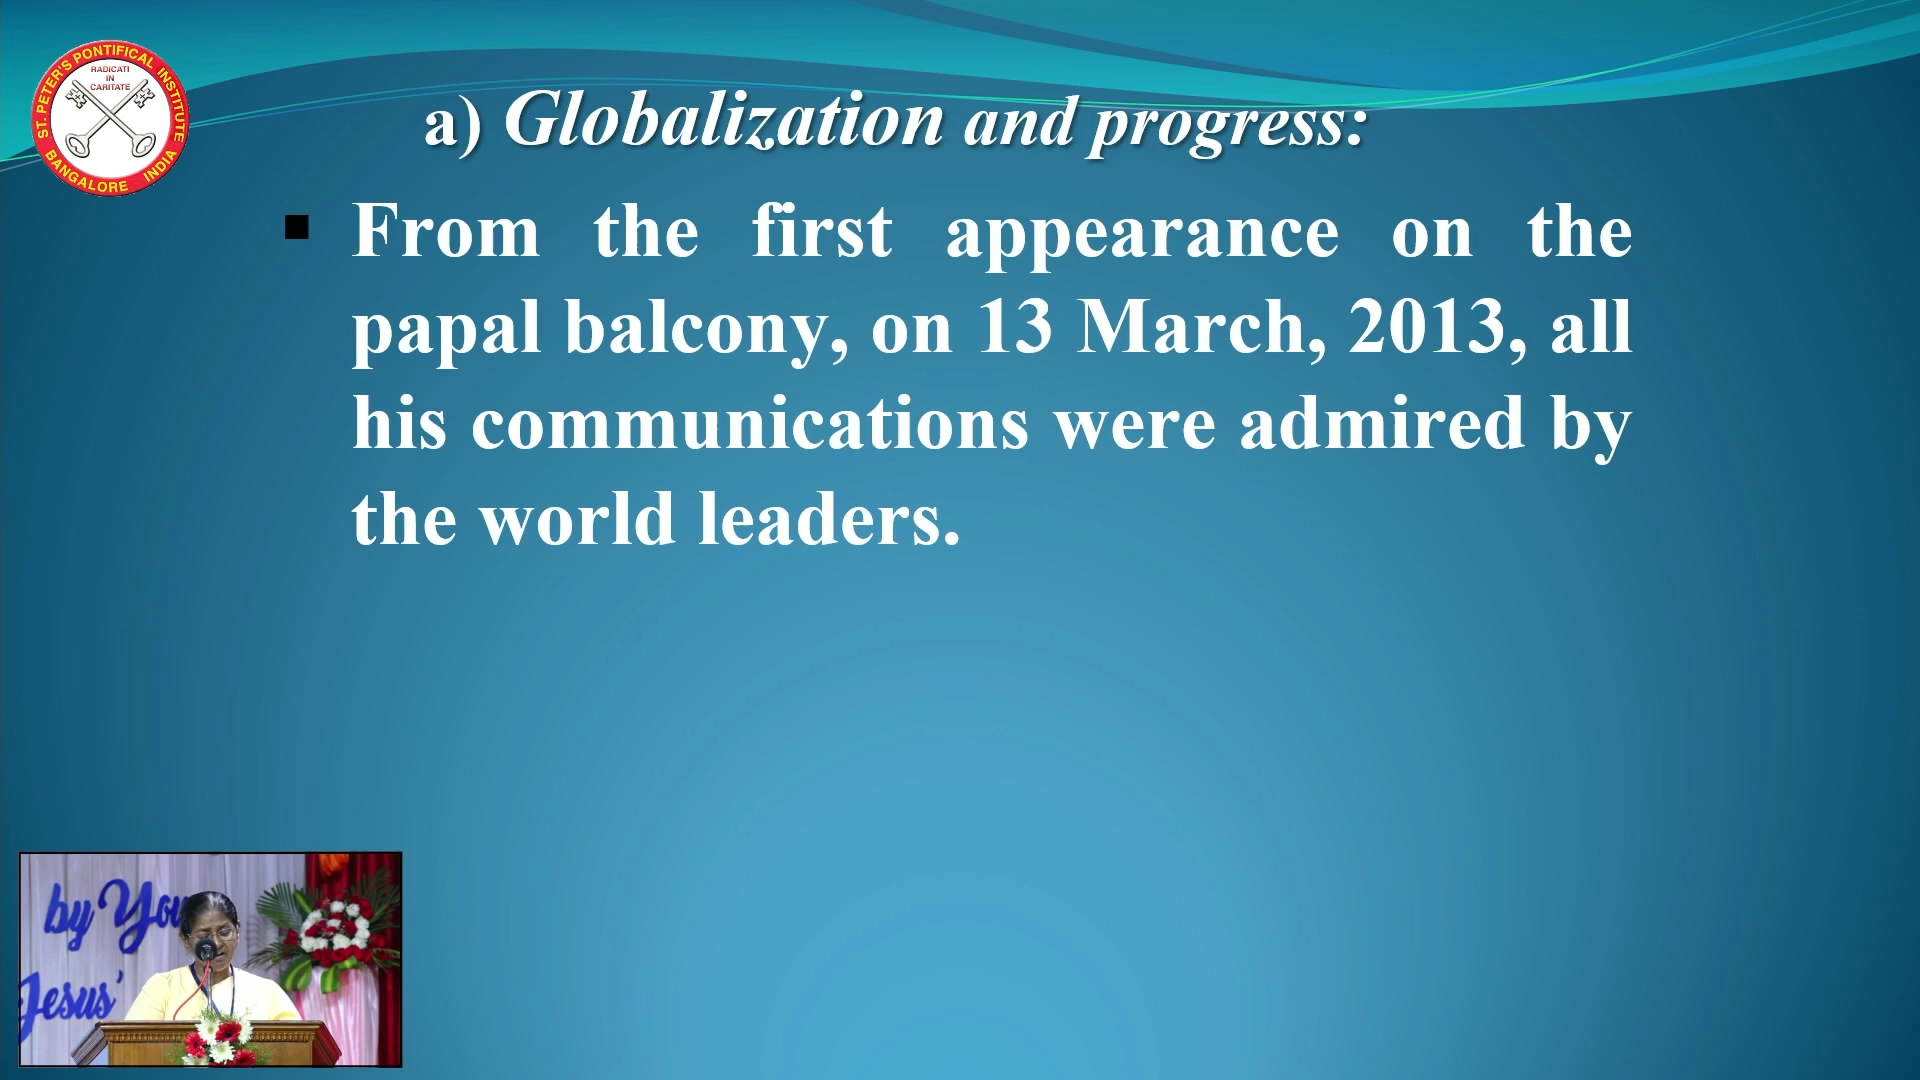 ST. PETER'S PONTIFICAL INSTITUTE
RADICATI
IN
CARITATE
BANGALORE INDIA
a) Globalization and progress:
From the first appearance on the
papal balcony, on 13 March, 2013, all
his communications were admired by
the world leaders.
by You
Jesus'